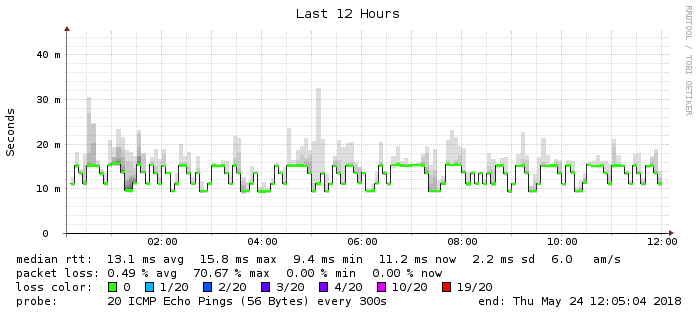 Last 12 Hours
RRDTOOL / TOBI OETIKER
Seconds
40 m
30 m
20 m
10 m
0
02:00 04:00 06:00 08:00 10:00 12:00
median rtt: 13.1 ms avg 15.8 ms max 9.4 ms min 11.2 ms now 2.2 ms sd 6.0 am/s
packet loss: 0.49 % avg 70.67 % max 0.00 % min 0.00 % now
loss color: 0 1/20 2/20 3/20 4/20 10/20 19/20
probe: 20 ICMP Echo Pings (56 Bytes) every 300s end: Thu May 24 12:05:04 2018